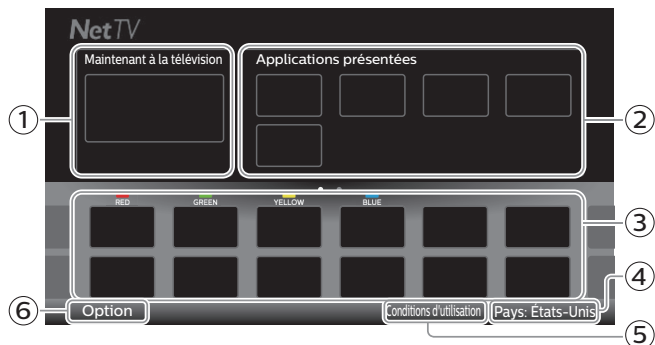 NetTV
Maintenant à la télévision
Applications présentées
1
2
RED GREEN YELLOW BLUE
3
4
6
Option
Conditions d'utilisation
Pays: États-Unis
5